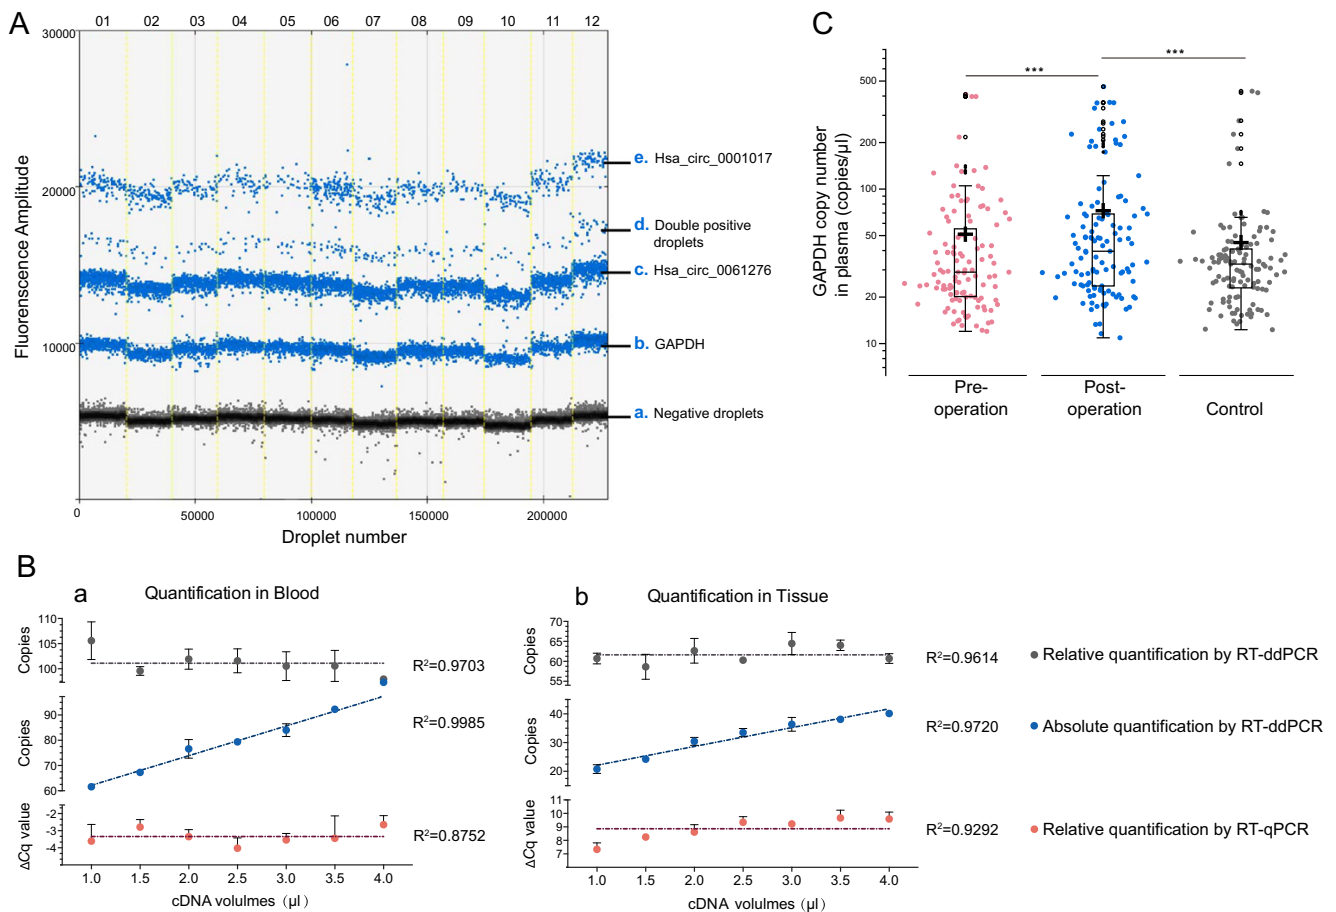 A
01 02 03 04 05 06 07 08 09 10 11 12
30000
20000
10000
Fluorescence Amplitude
e. Hsa_circ_0001017
d. Double positive
droplets
c. Hsa_circ_0061276
b. GAPDH
a. Negative droplets
0 50000 100000 150000 200000
Droplet number
C
GAPDH copy number
in plasma (copies/μl)
*** ***
500
200
100
50
20
10
Pre-
operation
Post-
operation
Control
B
a Quantification in Blood
Copies
110
105
100
R²=0.9703
Copies
90
80
70
60
R²=0.9985
ΔCq value
-2
-3
-4
R²=0.8752
1.0 1.5 2.0 2.5 3.0 3.5 4.0
cDNA volulmes（μl）
b Quantification in Tissue
Copies
70
65
60
55
R²=0.9614
Copies
40
30
20
R²=0.9720
ΔCq value
11
10
9
8
7
R²=0.9292
1.0 1.5 2.0 2.5 3.0 3.5 4.0
cDNA volulmes（μl）
Relative quantification by RT-ddPCR
Absolute quantification by RT-ddPCR
Relative quantification by RT-qPCR